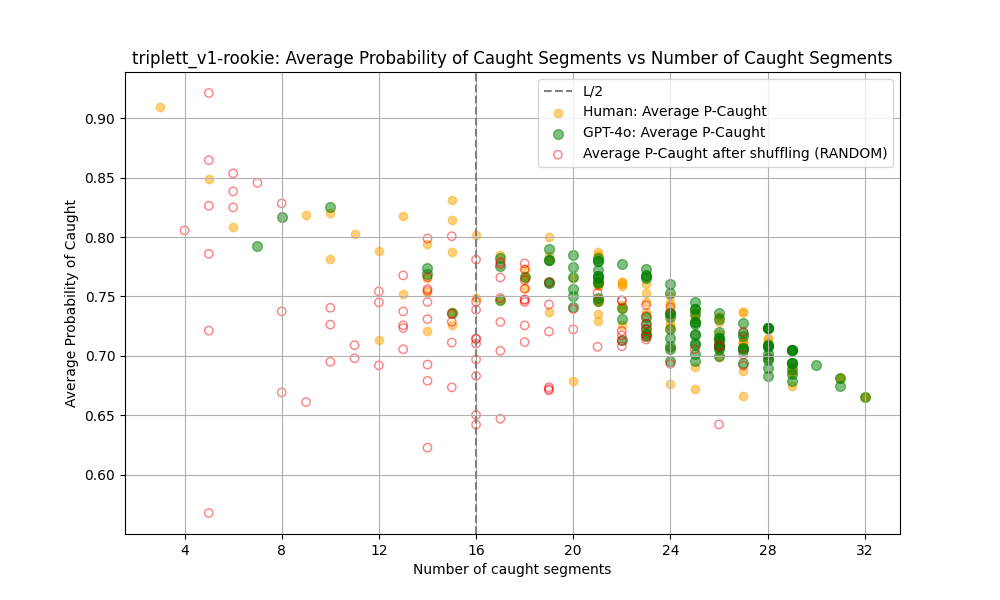 triplett_v1-rookie: Average Probability of Caught Segments vs Number of Caught Segments
L/2
Human: Average P-Caught
GPT-4o: Average P-Caught
Average P-Caught after shuffling (RANDOM)
Average Probability of Caught
0.90
0.85
0.80
0.75
0.70
0.65
0.60
4 8 12 16 20 24 28 32
Number of caught segments